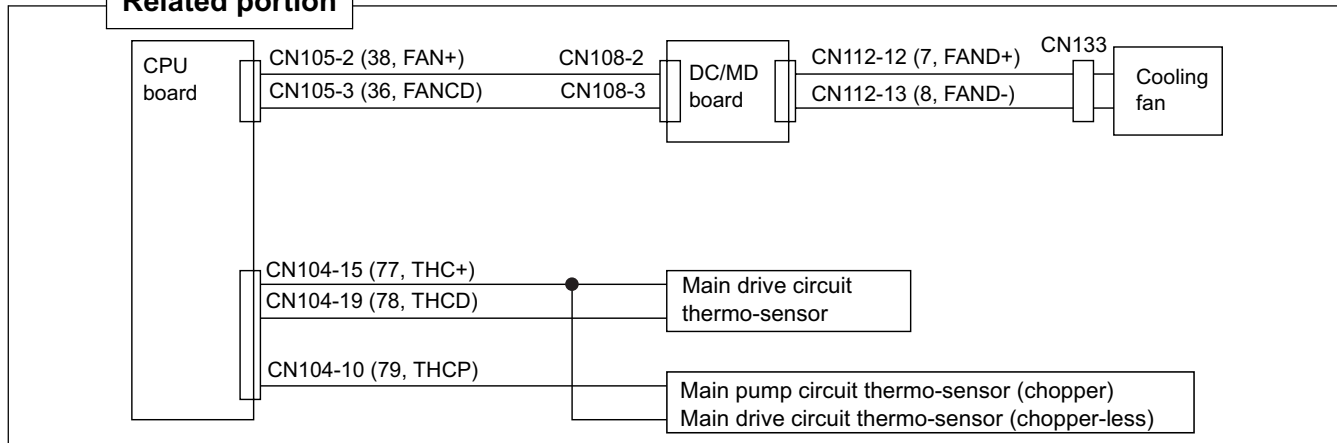 Related portion
CPU
board
CN105-2 (38, FAN+)
CN105-3 (36, FANCD)
CN108-2
CN108-3
DC/MD
board
CN112-12 (7, FAND+)
CN112-13 (8, FAND-)
CN133
Cooling
fan
CN104-15 (77, THC+)
CN104-19 (78, THCD)
Main drive circuit
thermo-sensor
CN104-10 (79, THCP)
Main pump circuit thermo-sensor (chopper)
Main drive circuit thermo-sensor (chopper-less)